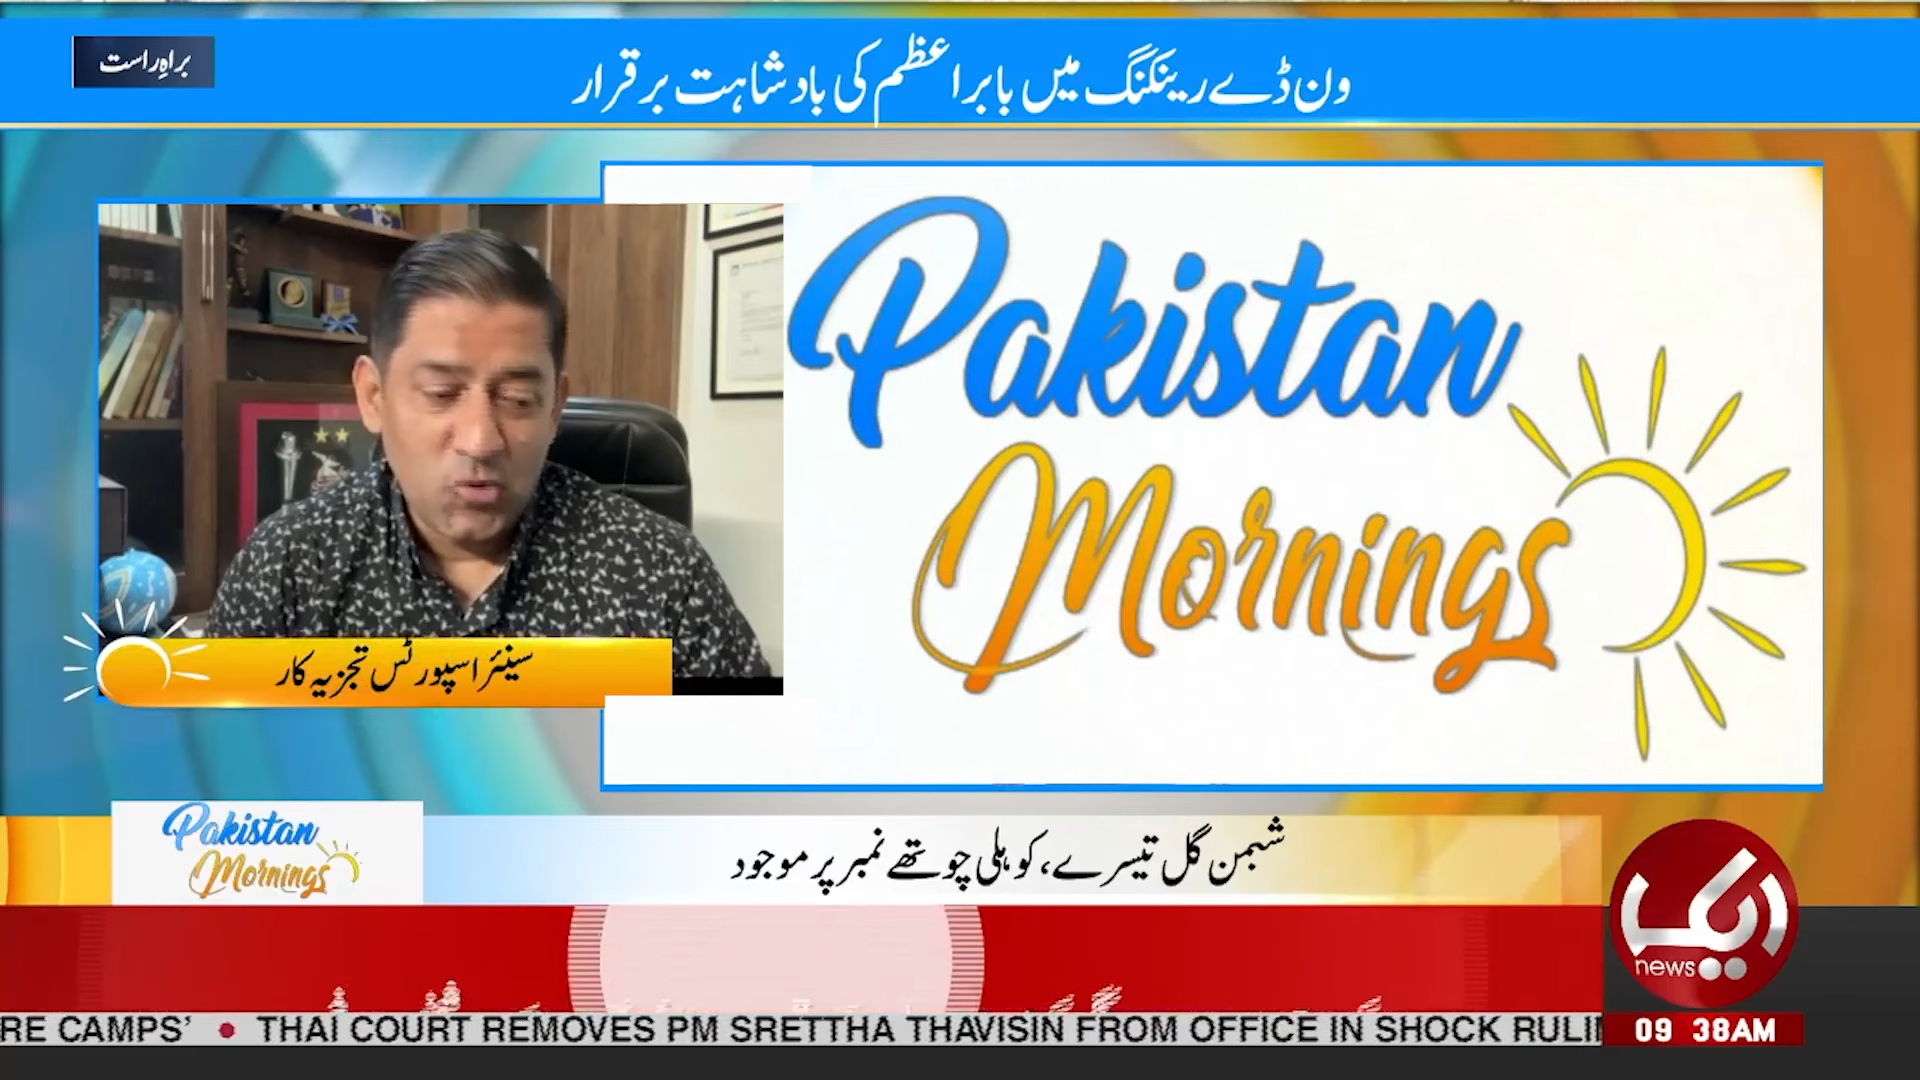 براہِ راست
ون ڈے رینکنگ میں بابر اعظم کی بادشاہت برقرار
Pakistan
Mornings
سینئر اسپورٹس تجزیہ کار
Pakistan
Mornings
شبمن گل تیسرے، کوہلی چوتھے نمبر پر موجود
ایک
news
RE CAMPS’ • THAI COURT REMOVES PM SRETTHA THAVISIN FROM OFFICE IN SHOCK RULI
09 38AM